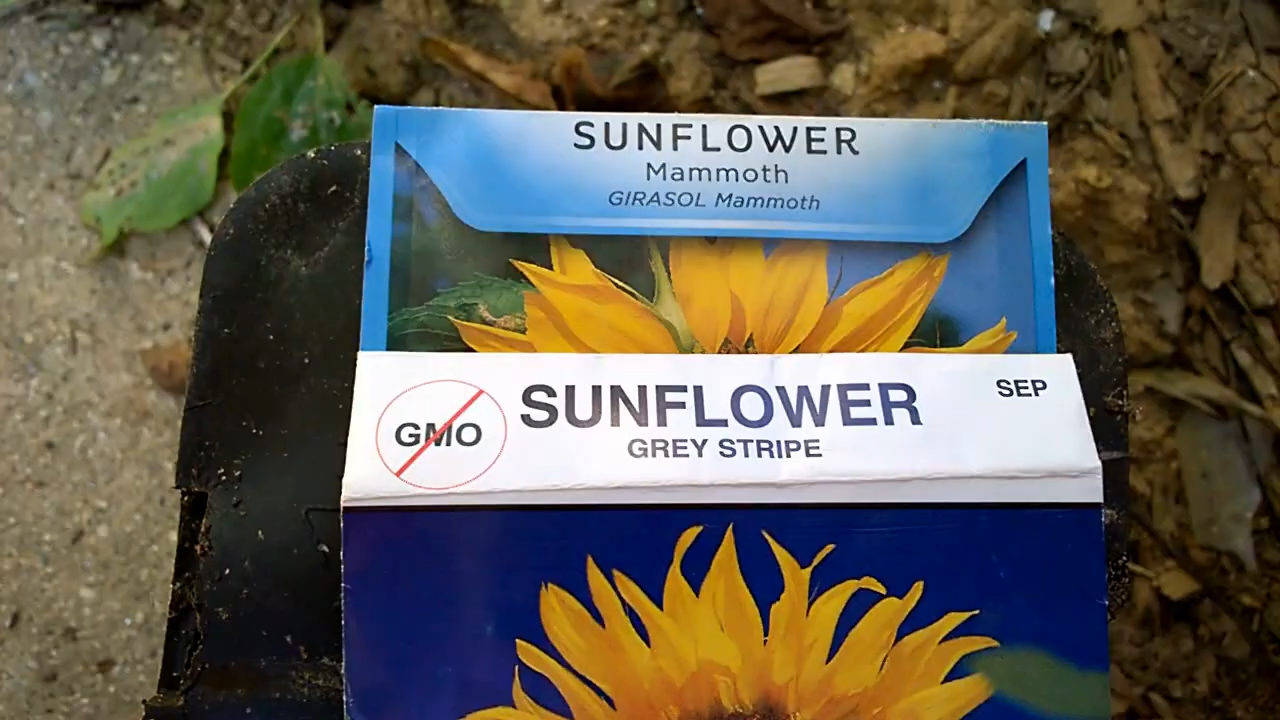 SUNFLOWER
Mammoth
GIRASOL Mammoth
GMO
SUNFLOWER
SEP
GREY STRIPE